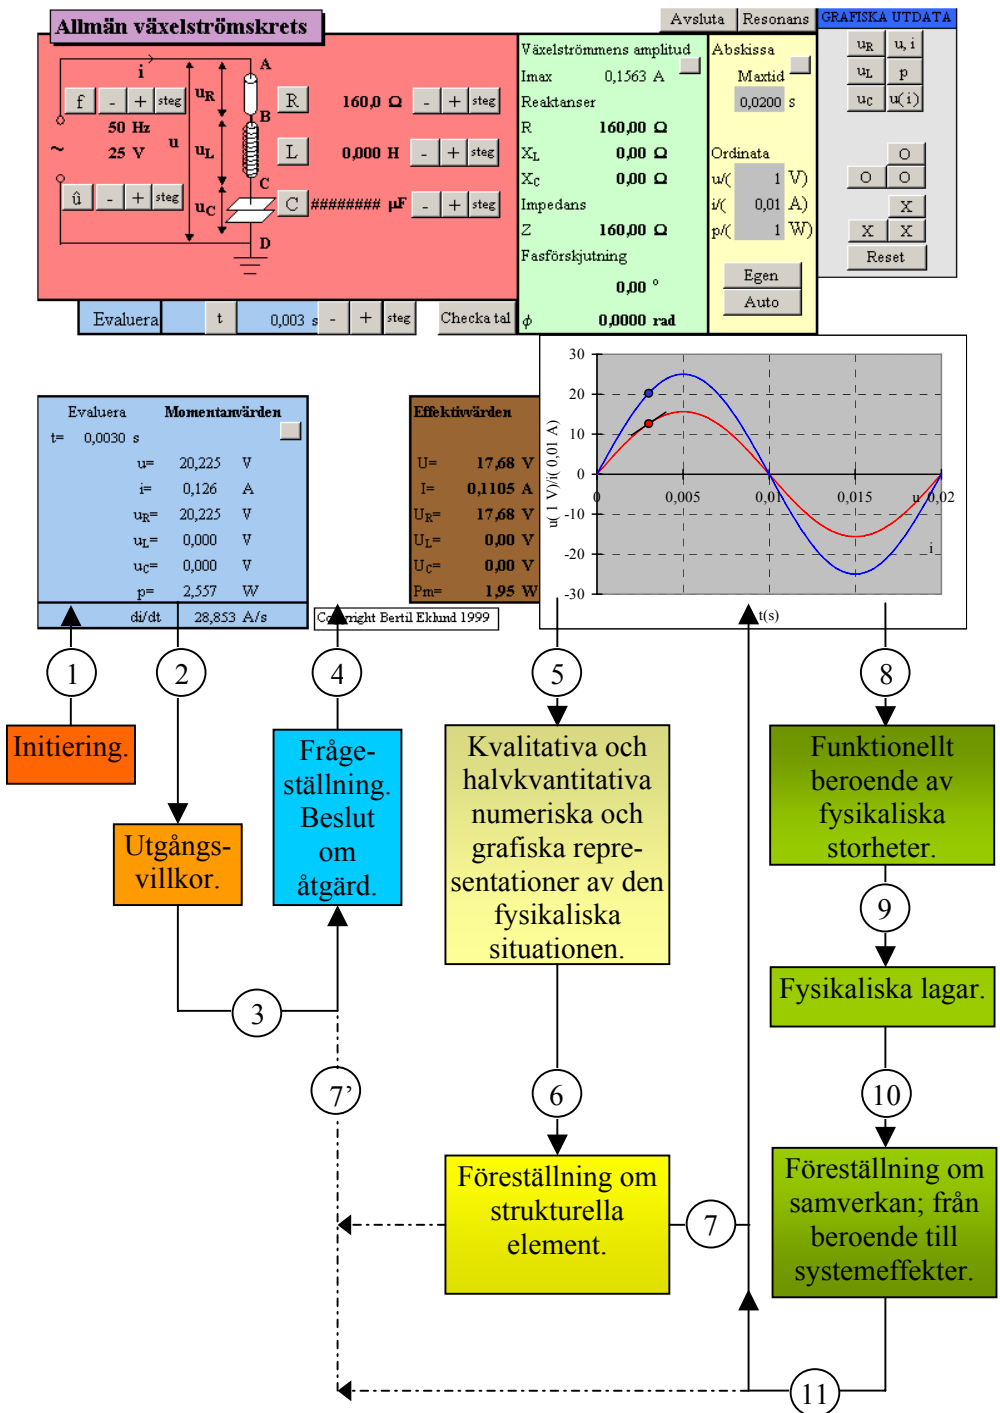 Allmän växelströmskrets
Avsluta
Resonans
GRAFISKA UTDATA
i
A
f - + steg
50 Hz
25 V
~
u
û - + steg
uR
B
uL
C
uC
D
R 160,0 Ω - + steg
L 0,000 H - + steg
C ######## µF - + steg
Växelströmmens amplitud
Imax 0,1563 A
Reaktanser
R 160,00 Ω
XL 0,00 Ω
XC 0,00 Ω
Impedans
Z 160,00 Ω
Fasförskjutning
0,00 °
ϕ 0,0000 rad
Abskissa
Maxtid
0,0200 s
Ordinata
u/( 1 V)
i/( 0,01 A)
p/( 1 W)
Egen
Auto
uR u, i
uL p
uC u(i)
O
O O
X
X X
Reset
Evaluera t 0,003 s - + steg
Checka tal
Evaluera Momentanvärden
t= 0,0030 s
u= 20,225 V
i= 0,126 A
uR= 20,225 V
uL= 0,000 V
uC= 0,000 V
p= 2,557 W
di/dt 28,853 A/s
Effektivvärden
U= 17,68 V
I= 0,1105 A
UR= 17,68 V
UL= 0,00 V
UC= 0,00 V
Pm= 1,95 W
Copyright Bertil Eklund 1999
u( 1 V)/i( 0,01 A)
30
20
10
0
-10
-20
-30
0 0,005 0,01 0,015 u 0,02
i
t(s)
1
2
4
5
8
Initiering.
Utgångs-
villkor.
Fråge-
ställning.
Beslut
om
åtgärd.
Kvalitativa och
halvkvantitativa
numeriska och
grafiska repre-
sentationer av den
fysikaliska
situationen.
Funktionellt
beroende av
fysikaliska
storheter.
9
Fysikaliska lagar.
3
7’
6
10
Föreställning om
strukturella
element.
7
Föreställning om
samverkan; från
beroende till
systemeffekter.
11